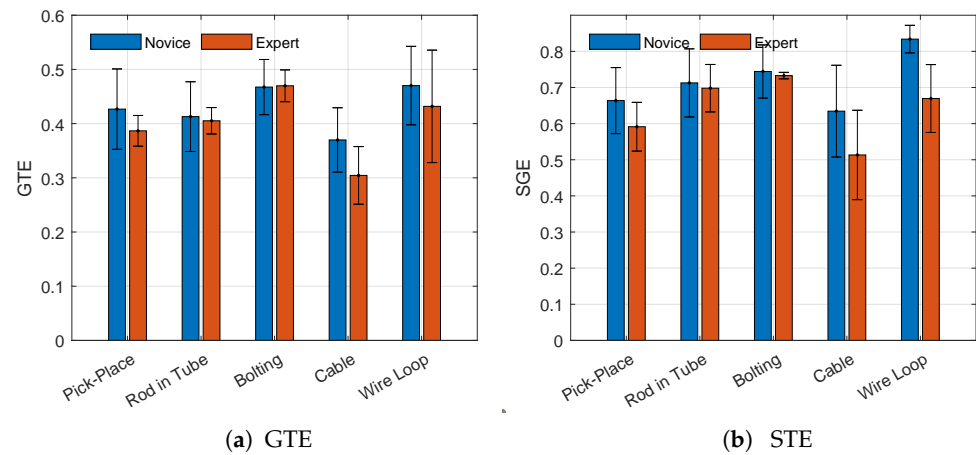 0.6
0.5
0.4
0.3
0.2
0.1
0
GTE
Novice
Expert
Pick-Place
Rod in Tube
Bolting
Cable
Wire Loop
(a) GTE
0.8
0.7
0.6
0.5
0.4
0.3
0.2
0.1
0
SGE
Novice
Expert
Pick-Place
Rod in Tube
Bolting
Cable
Wire Loop
(b) STE